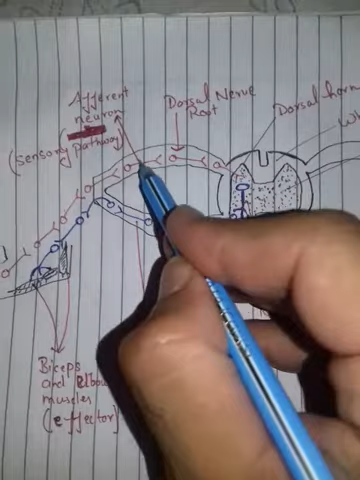 Afferent
neuron
(Sensory pathway)
Dorsal Nerve
Root
Dorsal horn
Biceps
and Elbow
muscles
(effector)